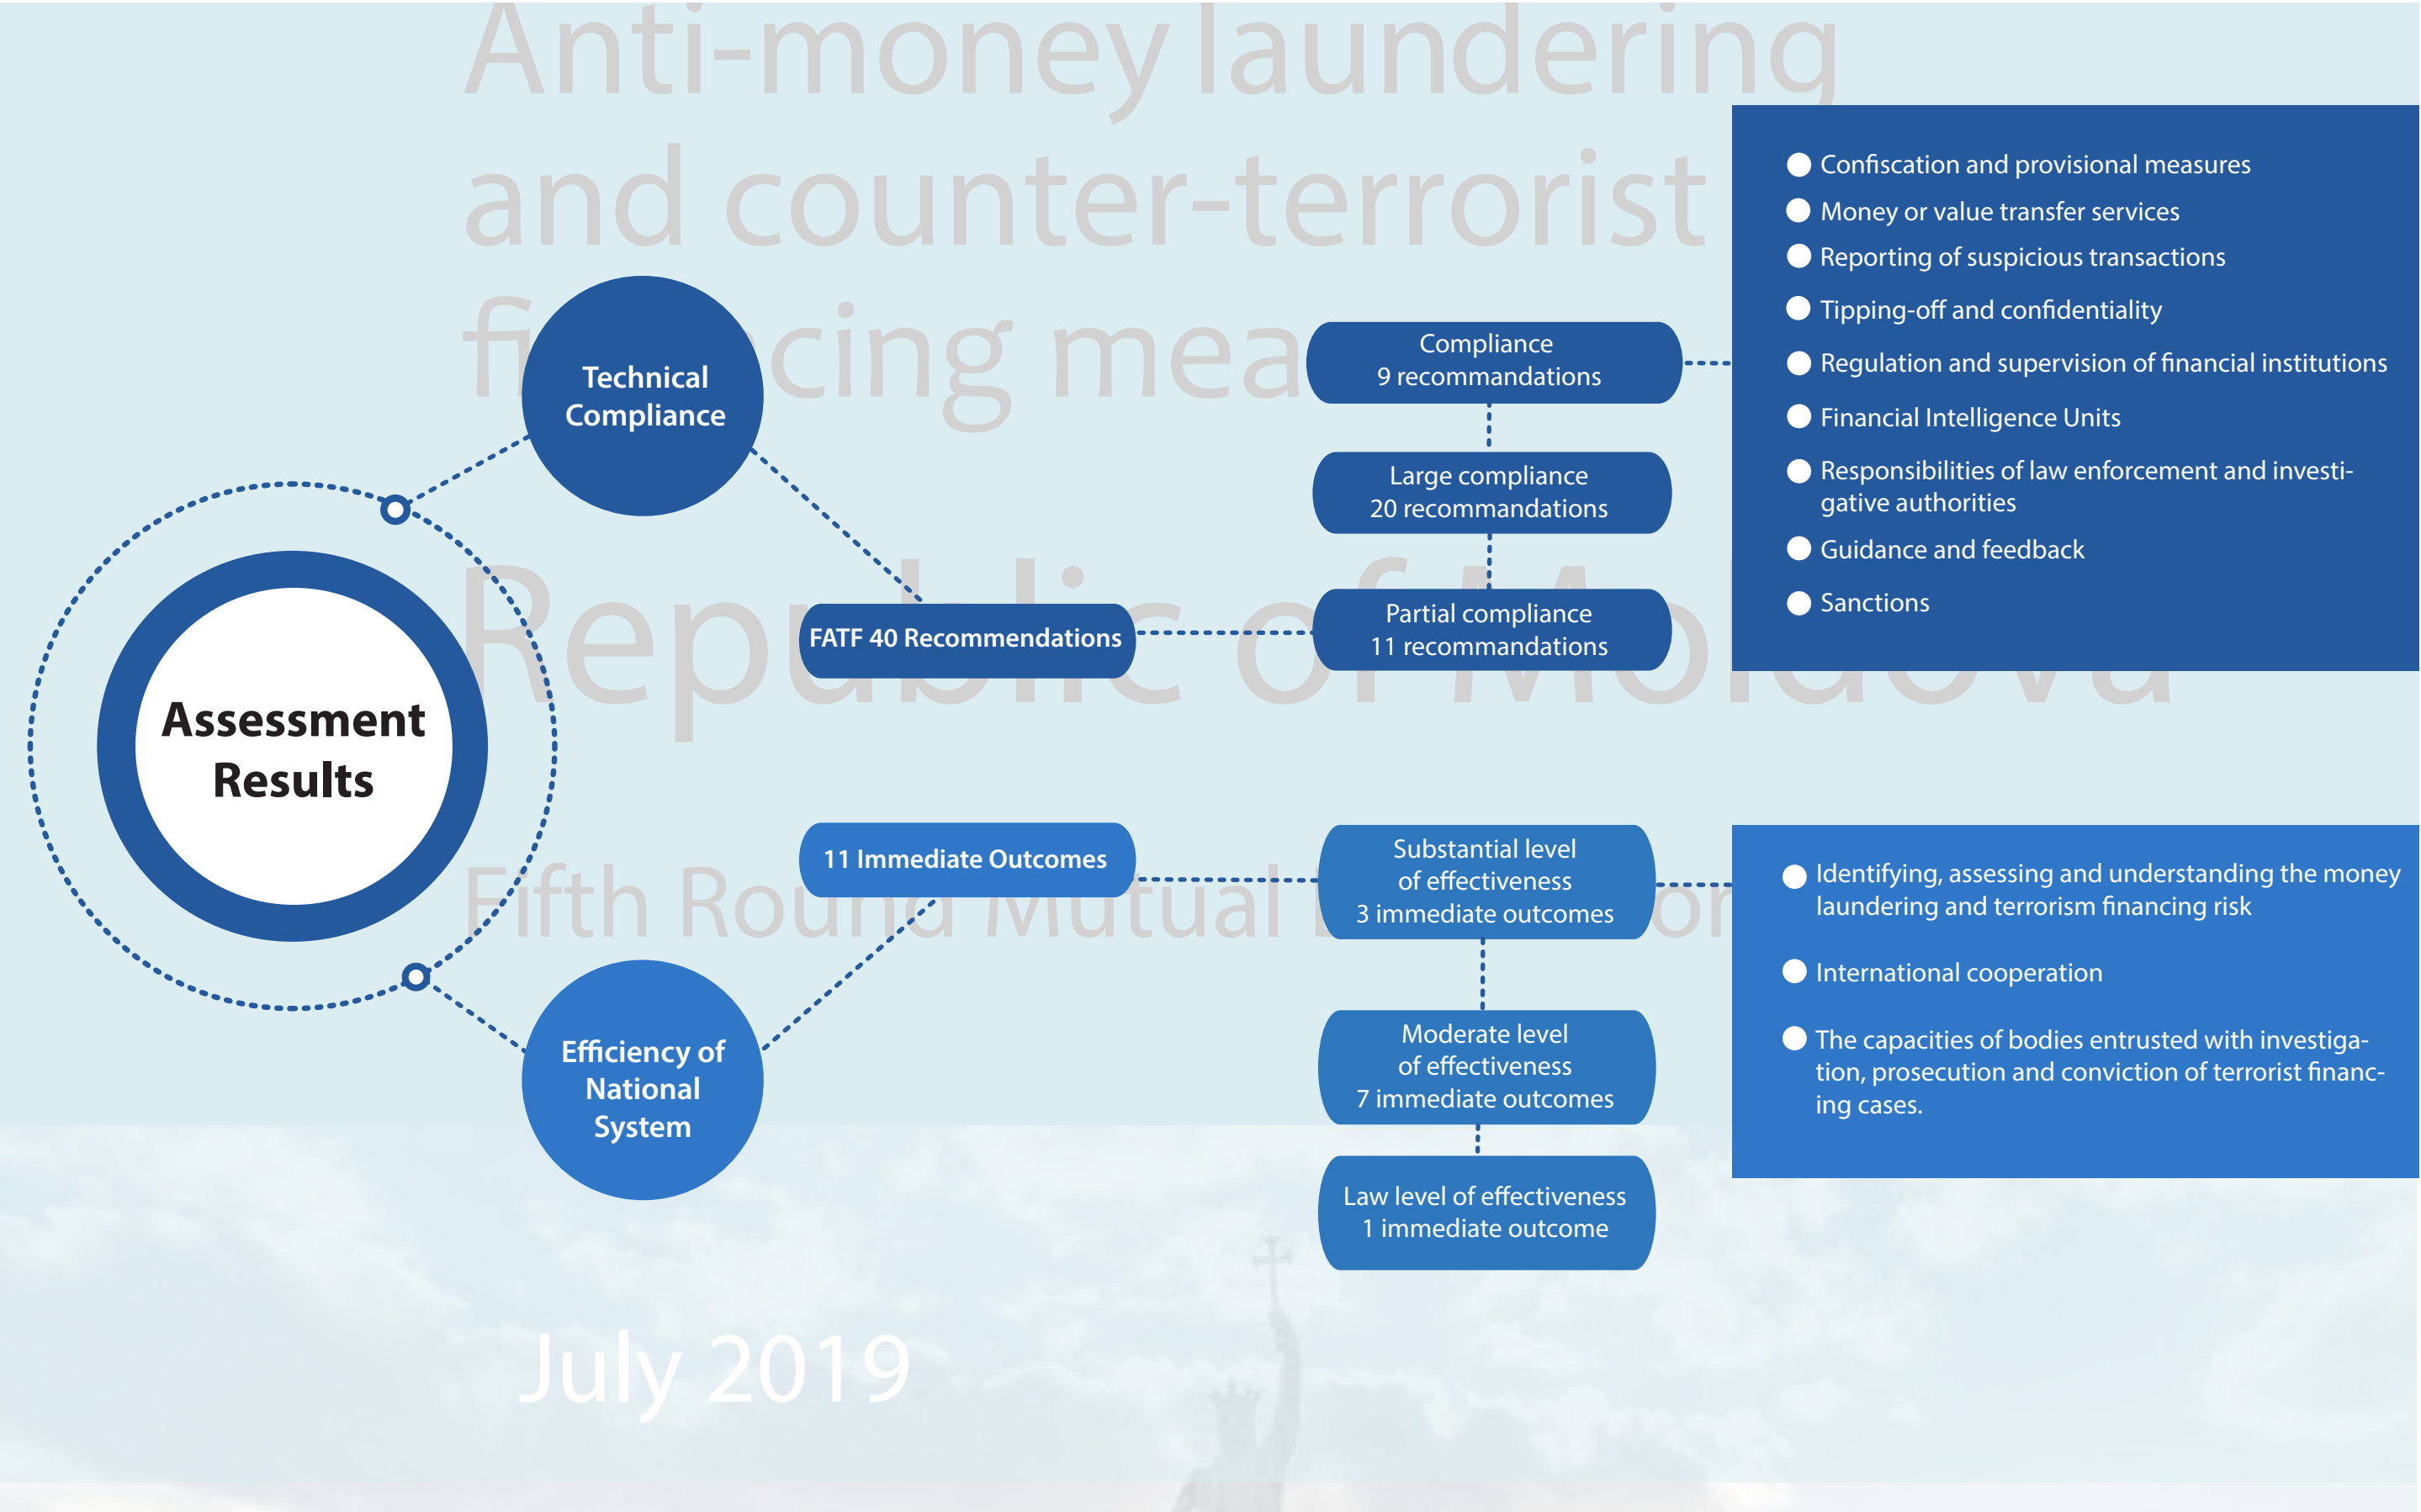 Anti-money laundering
and counter-terrorist
Republic of Moldova
Fifth Round Mutual
July 2019
Assessment
Results
Technical
Compliance
FATF 40 Recommendations
Compliance
9 recommandations
Large compliance
20 recommandations
Partial compliance
11 recommandations
Confiscation and provisional measures
Money or value transfer services
Reporting of suspicious transactions
Tipping-off and confidentiality
Regulation and supervision of financial institutions
Financial Intelligence Units
Responsibilities of law enforcement and investi-
gative authorities
Guidance and feedback
Sanctions
Efficiency of
National
System
11 Immediate Outcomes
Substantial level
of effectiveness
3 immediate outcomes
Moderate level
of effectiveness
7 immediate outcomes
Law level of effectiveness
1 immediate outcome
Identifying, assessing and understanding the money
laundering and terrorism financing risk
International cooperation
The capacities of bodies entrusted with investiga-
tion, prosecution and conviction of terrorist financ-
ing cases.